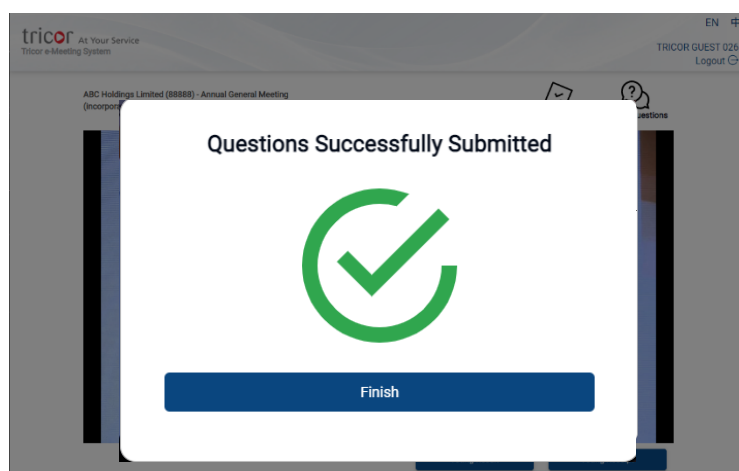 EN 中
tricor At Your Service
Tricor e-Meeting System
TRICOR GUEST 026
Logout
ABC Holdings Limited (88888) - Annual General Meeting
Questions Successfully Submitted
Finish